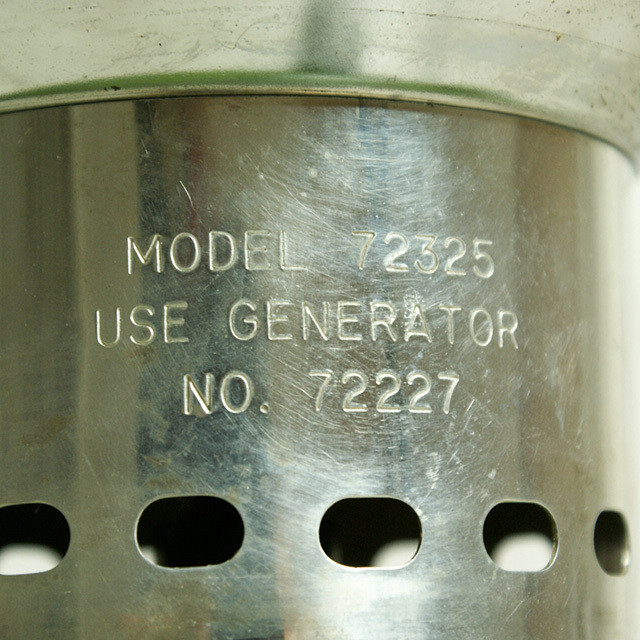 MODEL 72325
USE GENERATOR
NO. 72227